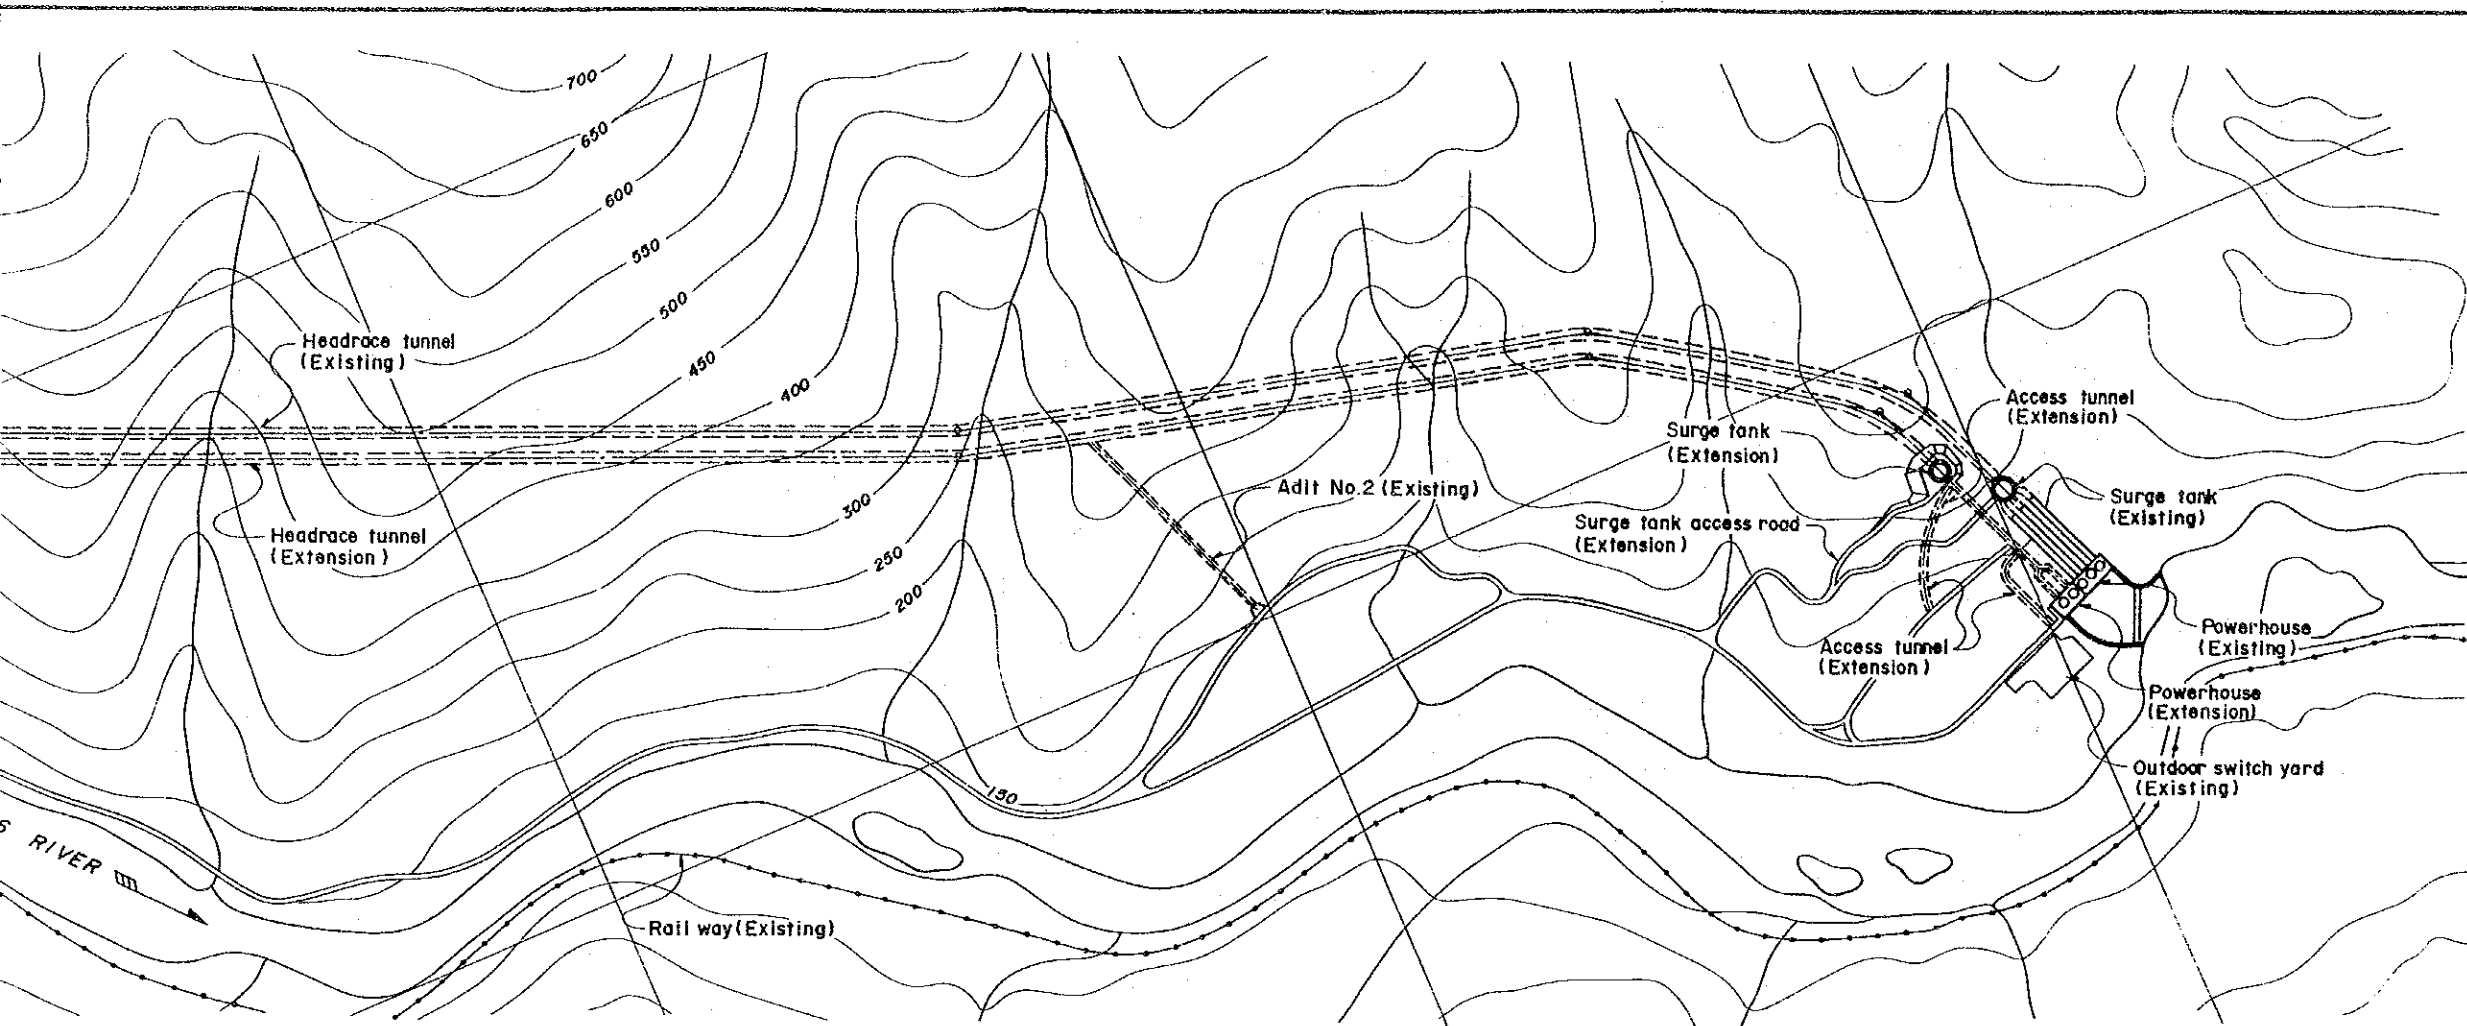 700
650
600
550
500
450
400
300
250
200
150
Headrace tunnel
(Existing)
Headrace tunnel
(Extension)
Adit No.2 (Existing)
Surge tank
(Extension)
Surge tank access road
(Extension)
Access tunnel
(Extension)
Surge tank
(Existing)
Access tunnel
(Extension)
Powerhouse
(Existing)
Powerhouse
(Extension)
Outdoor switch yard
(Existing)
RIVER
Rail way (Existing)